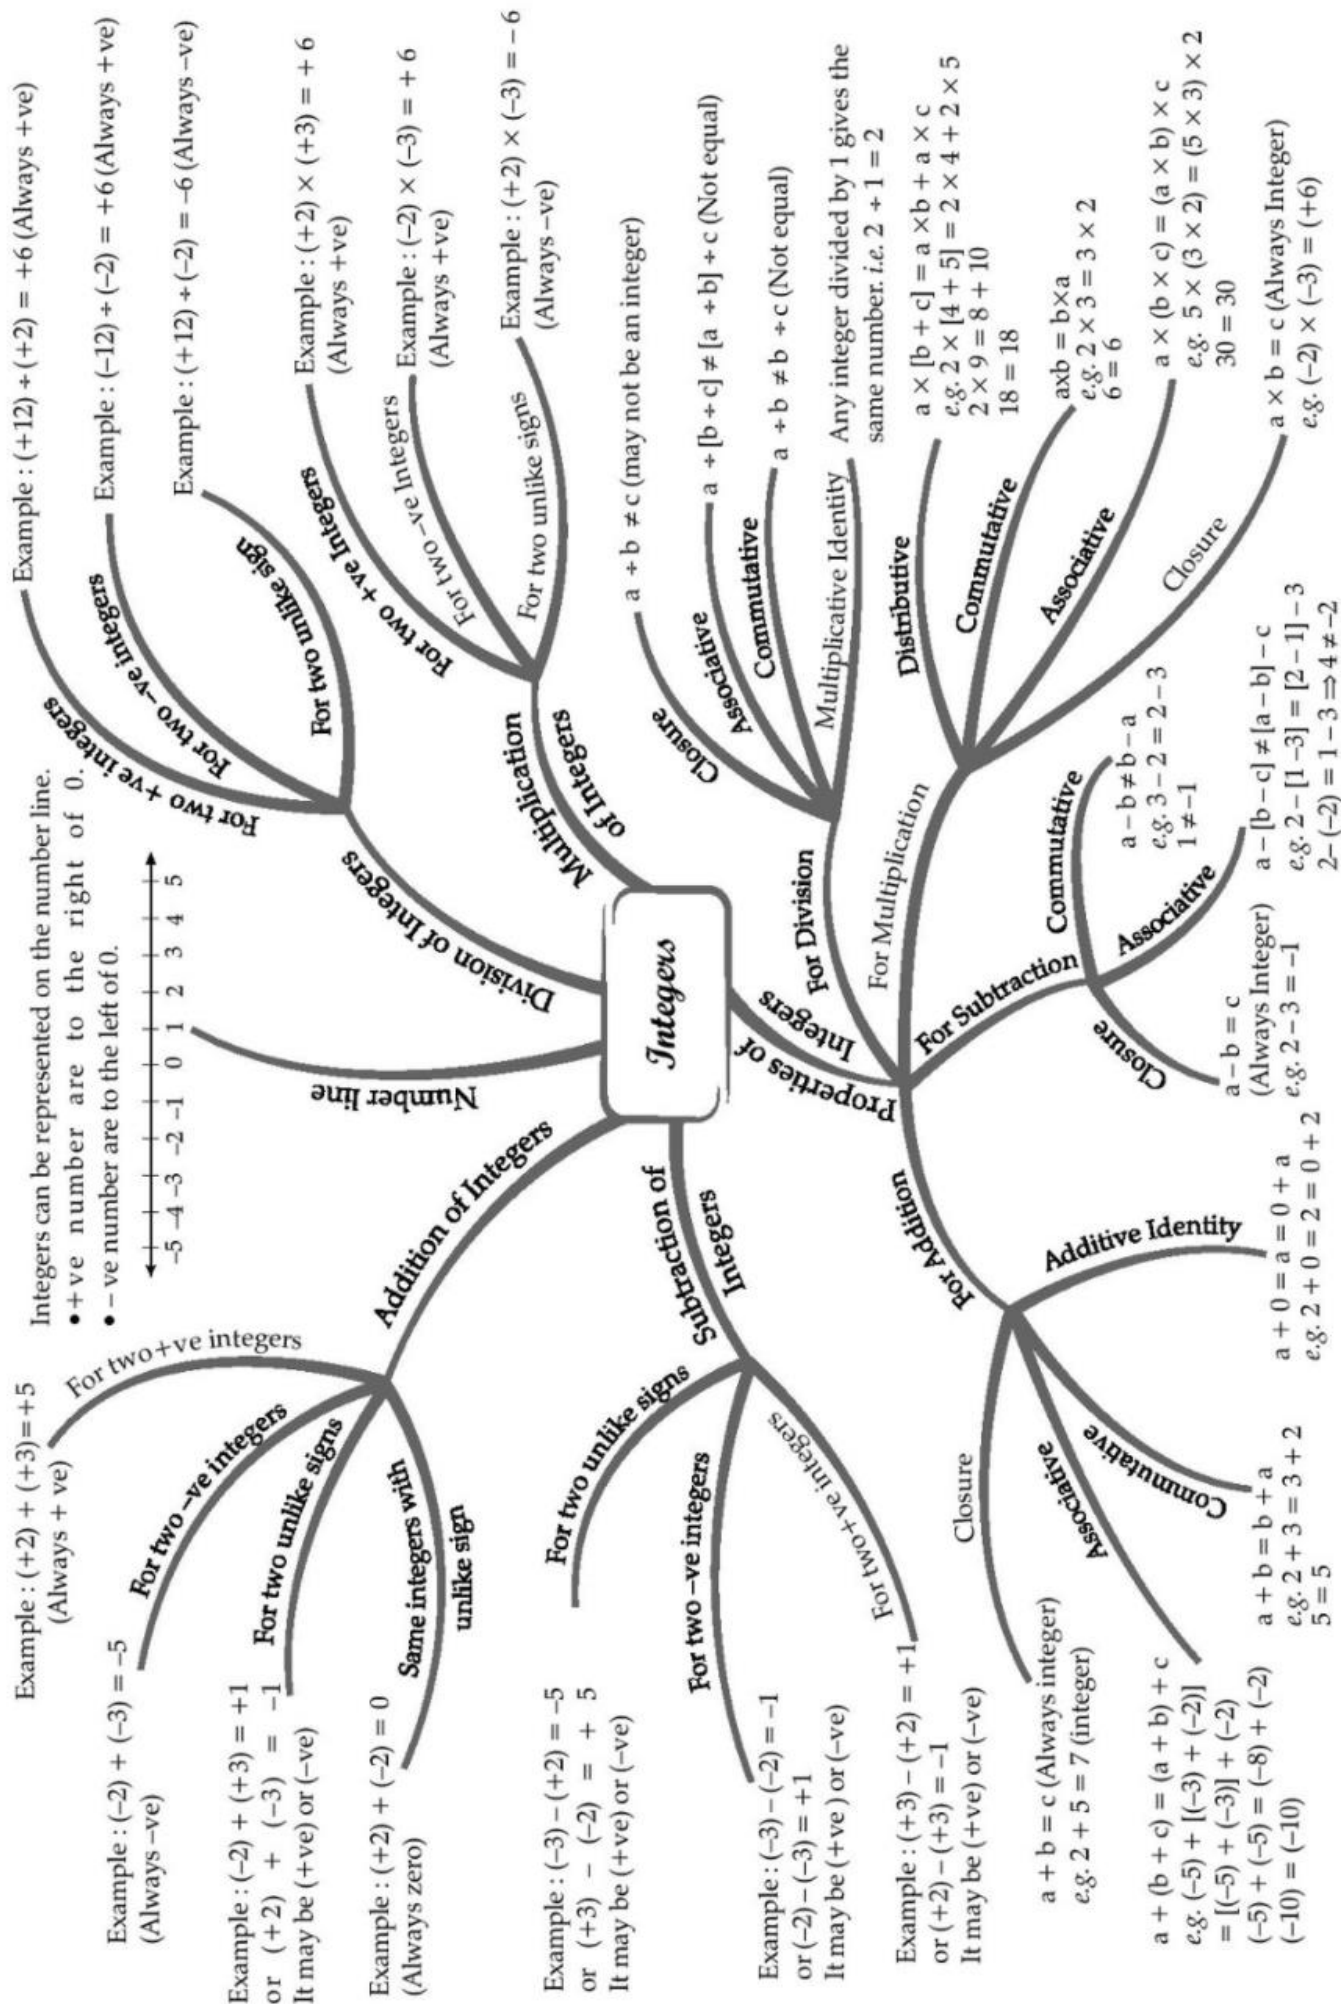 Integers can be represented on the number line.
• +ve number are to the right of 0.
• – ve number are to the left of 0.
–5 –4 –3 –2 –1 0 1 2 3 4 5
Number line
Integers
Addition of Integers
For two+ve integers
Example : (+2) + (+3)= +5
(Always + ve)
For two –ve integers
Example : (–2) + (–3) = –5
(Always –ve)
For two unlike signs
Example : (–2) + (+3) = +1
or (+2) + (–3) = –1
It may be (+ve) or (–ve)
Same integers with
unlike sign
Example : (+2) + (–2) = 0
(Always zero)
Subtraction of
Integers
For two unlike signs
Example : (–3) – (+2) = –5
or (+3) – (–2) = + 5
It may be (+ve) or (–ve)
For two –ve integers
Example : (–3) – (–2) = –1
or (–2) – (–3) = +1
It may be (+ve ) or (–ve)
For two+ve integers
Example : (+3) – (+2) = +1
or (+2) – (+3) = –1
It may be (+ve) or (–ve)
Division of Integers
For two +ve integers
Example : (+12) ÷ (+2) = +6 (Always +ve)
For two –ve integers
Example : (–12) ÷ (–2) = +6 (Always +ve)
For two unlike sign
Example : (+12) ÷ (–2) = –6 (Always –ve)
Multiplication
of Integers
For two +ve Integers
Example : (+2) × (+3) = + 6
(Always +ve)
For two –ve Integers
Example : (–2) × (–3) = + 6
(Always +ve)
For two unlike signs
Example : (+2) × (–3) = – 6
(Always –ve)
Properties of
Integers
For Division
Closure
a ÷ b ≠ c (may not be an integer)
Associative
a ÷ [b ÷ c] ≠ [a ÷ b] ÷ c (Not equal)
Commutative
a ÷ b ≠ b ÷ c (Not equal)
Multiplicative Identity
Any integer divided by 1 gives the
same number. i.e. 2 ÷ 1 = 2
For Multiplication
Distributive
a × [b + c] = a ×b + a × c
e.g. 2 × [4 + 5] = 2 × 4 + 2 × 5
2 × 9 = 8 + 10
18 = 18
Commutative
axb = b×a
e.g. 2 × 3 = 3 × 2
6 = 6
Associative
a × (b × c) = (a × b) × c
e.g. 5 × (3 × 2) = (5 × 3) × 2
30 = 30
Closure
a × b = c (Always Integer)
e.g. (–2) × (–3) = (+6)
For Subtraction
Commutative
a – b ≠ b – a
e.g. 3 – 2 = 2 – 3
1 ≠ –1
Associative
a – [b – c] ≠ [a – b] – c
e.g. 2 – [1 –3] = [2 – 1] – 3
2– (–2) = 1 – 3 ⇒ 4 ≠ –2
Closure
a – b = c
(Always Integer)
e.g. 2 – 3 = –1
For Addition
Additive Identity
a + 0 = a = 0 + a
e.g. 2 + 0 = 2 = 0 + 2
Commutative
a + b = b + a
e.g. 2 + 3 = 3 + 2
5 = 5
Associative
a + (b + c) = (a + b) + c
e.g. (–5) + [(–3) + (–2)]
= [(–5) + (–3)] + (–2)
(–5) + (–5) = (–8) + (–2)
(–10) = (–10)
Closure
a + b = c (Always integer)
e.g. 2 + 5 = 7 (integer)